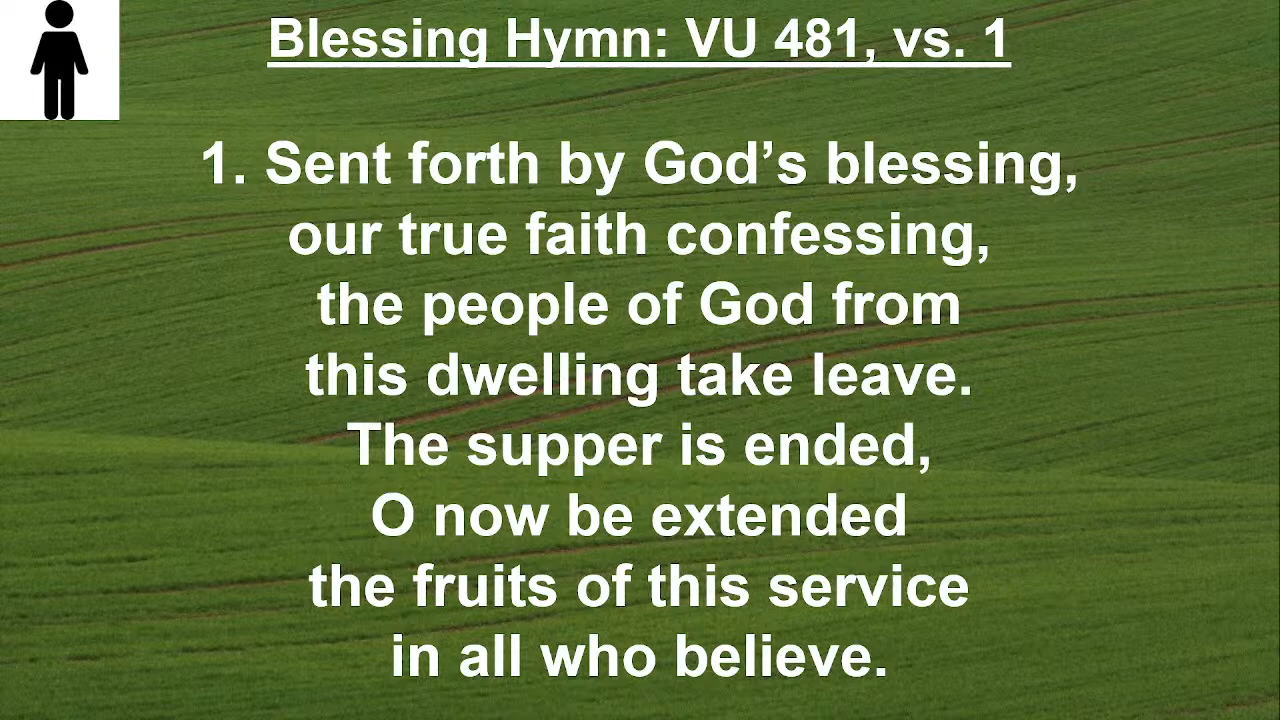 Blessing Hymn: VU 481, vs. 1
1. Sent forth by God’s blessing,
our true faith confessing,
the people of God from
this dwelling take leave.
The supper is ended,
O now be extended
the fruits of this service
in all who believe.